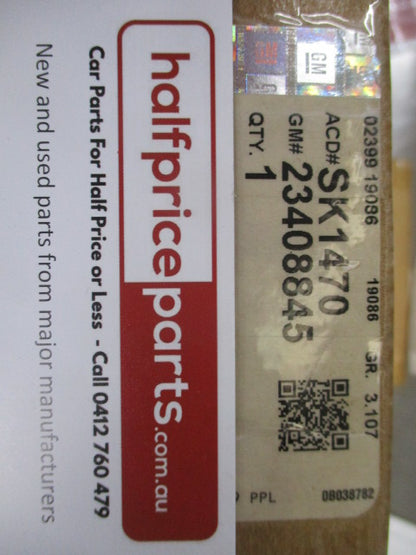 GM
02399 19086 19086 GR. 3.107
ACD# SK1470
GM# 23408845
QTY. 1
PPL 0B038782
halfpriceparts.com.au
Car Parts For Half Price or Less - Call 0412 760 479
New and used parts from major manufacturers